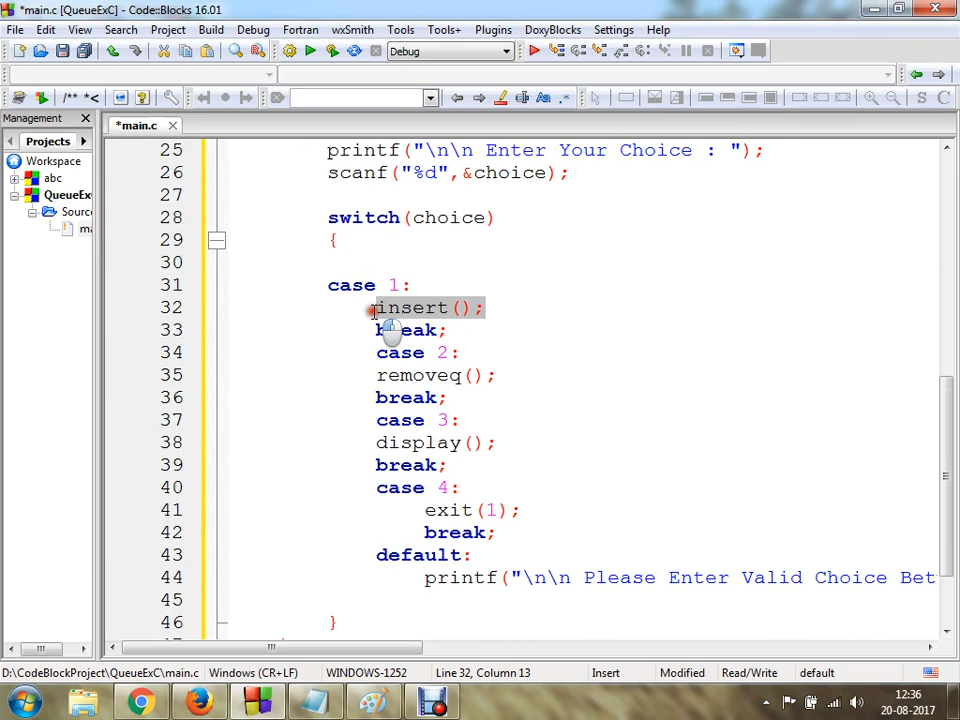 *main.c [QueueExC] - Code::Blocks 16.01
File Edit View Search Project Build Debug Fortran wxSmith Tools Tools+ Plugins DoxyBlocks Settings Help
Debug
/** *<
S C
Management
*main.c
Projects
Workspace
abc
QueueEx
Sourc
ma
25 printf("\n\n Enter Your Choice : ");
26 scanf("%d",&choice);
27
28 switch(choice)
29 {
30
31 case 1:
32 insert();
33 break;
34 case 2:
35 removeq();
36 break;
37 case 3:
38 display();
39 break;
40 case 4:
41 exit(1);
42 break;
43 default:
44 printf("\n\n Please Enter Valid Choice Bet
45
46 }
D:\CodeBlockProject\QueueExC\main.c Windows (CR+LF) WINDOWS-1252 Line 32, Column 13 Insert Modified Read/Write default
12:36
20-08-2017